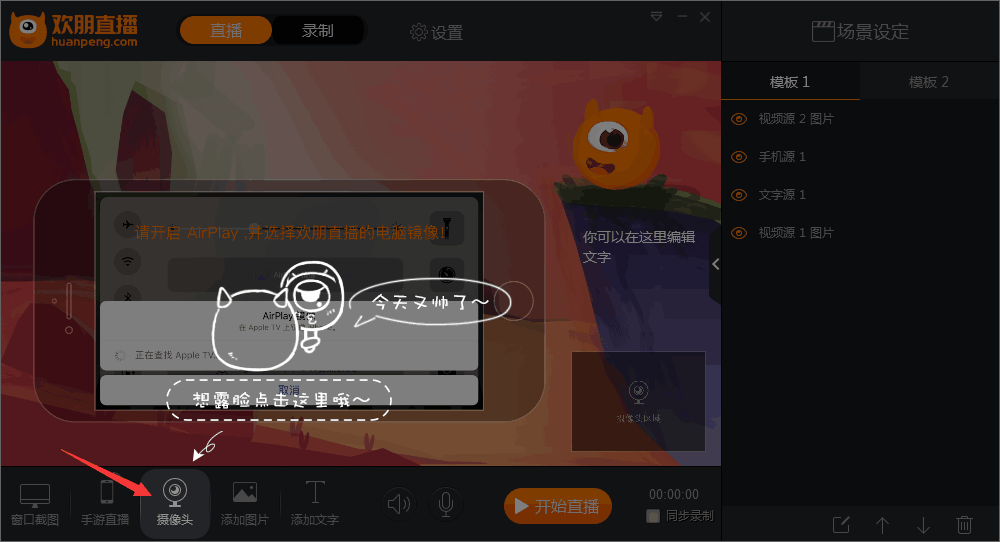 欢朋直播
huanpeng.com
直播
录制
设置
场景设定
模板 1
模板 2
视频源 2 图片
手机源 1
文字源 1
视频源 1 图片
请开启 AirPlay ,并选择欢朋直播的电脑镜像!
你可以在这里编辑
文字
今天又帅了～
AirPlay
在 Apple TV 上
正在查找 Apple TV
取消
想露脸点击这里哦～
摄像头区域
窗口截图
手游直播
摄像头
添加图片
添加文字
开始直播
00:00:00
同步录制